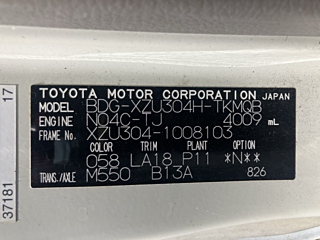 TOYOTA MOTOR CORPORATION JAPAN
MODEL BDG-XZU304H-TKMQB
ENGINE N04C-TJ 4009 mL
FRAME No. XZU304-1008103
COLOR TRIM PLANT
058 LA18 P11 *N**
TRANS./AXLE M550 B13A 826
37181 17